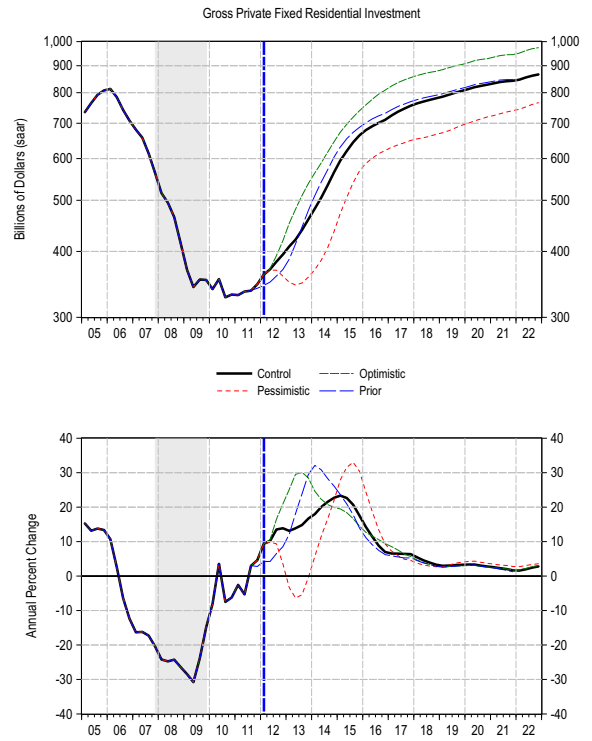 Gross Private Fixed Residential Investment
1,000 1,000
900 900
800 800
700 700
600 600
Billions of Dollars (saar)
500 500
400 400
300 300
05 06 07 08 09 10 11 12 13 14 15 16 17 18 19 20 21 22
Control Optimistic
Pessimistic Prior
40 40
30 30
20 20
10 10
Annual Percent Change
0 0
-10 -10
-20 -20
-30 -30
-40 -40
05 06 07 08 09 10 11 12 13 14 15 16 17 18 19 20 21 22